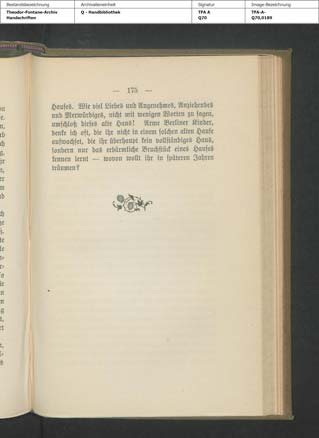 Bestandsbezeichnung Archivalieneinheit Signatur Image-Bezeichnung
Theodor-Fontane-Archiv Q - Handbibliothek TFA A TFA-A-
Handschriften Q70 Q70,0189
— 175 —
Hauses. Wie viel Liebes und Angenehmes, Anziehendes
und Merwürdiges, nicht mit wenigen Worten zu sagen,
umschloß dieses alte Haus! Arme Berliner Kinder,
denke ich oft, die ihr nicht in einem solchen alten Hause
aufwachset, die ihr überhaupt kein vollständiges Haus,
sondern nur das erbärmliche Bruchstück eines Hauses
kennen lernt — wovon wollt ihr in späteren Jahren
träumen?